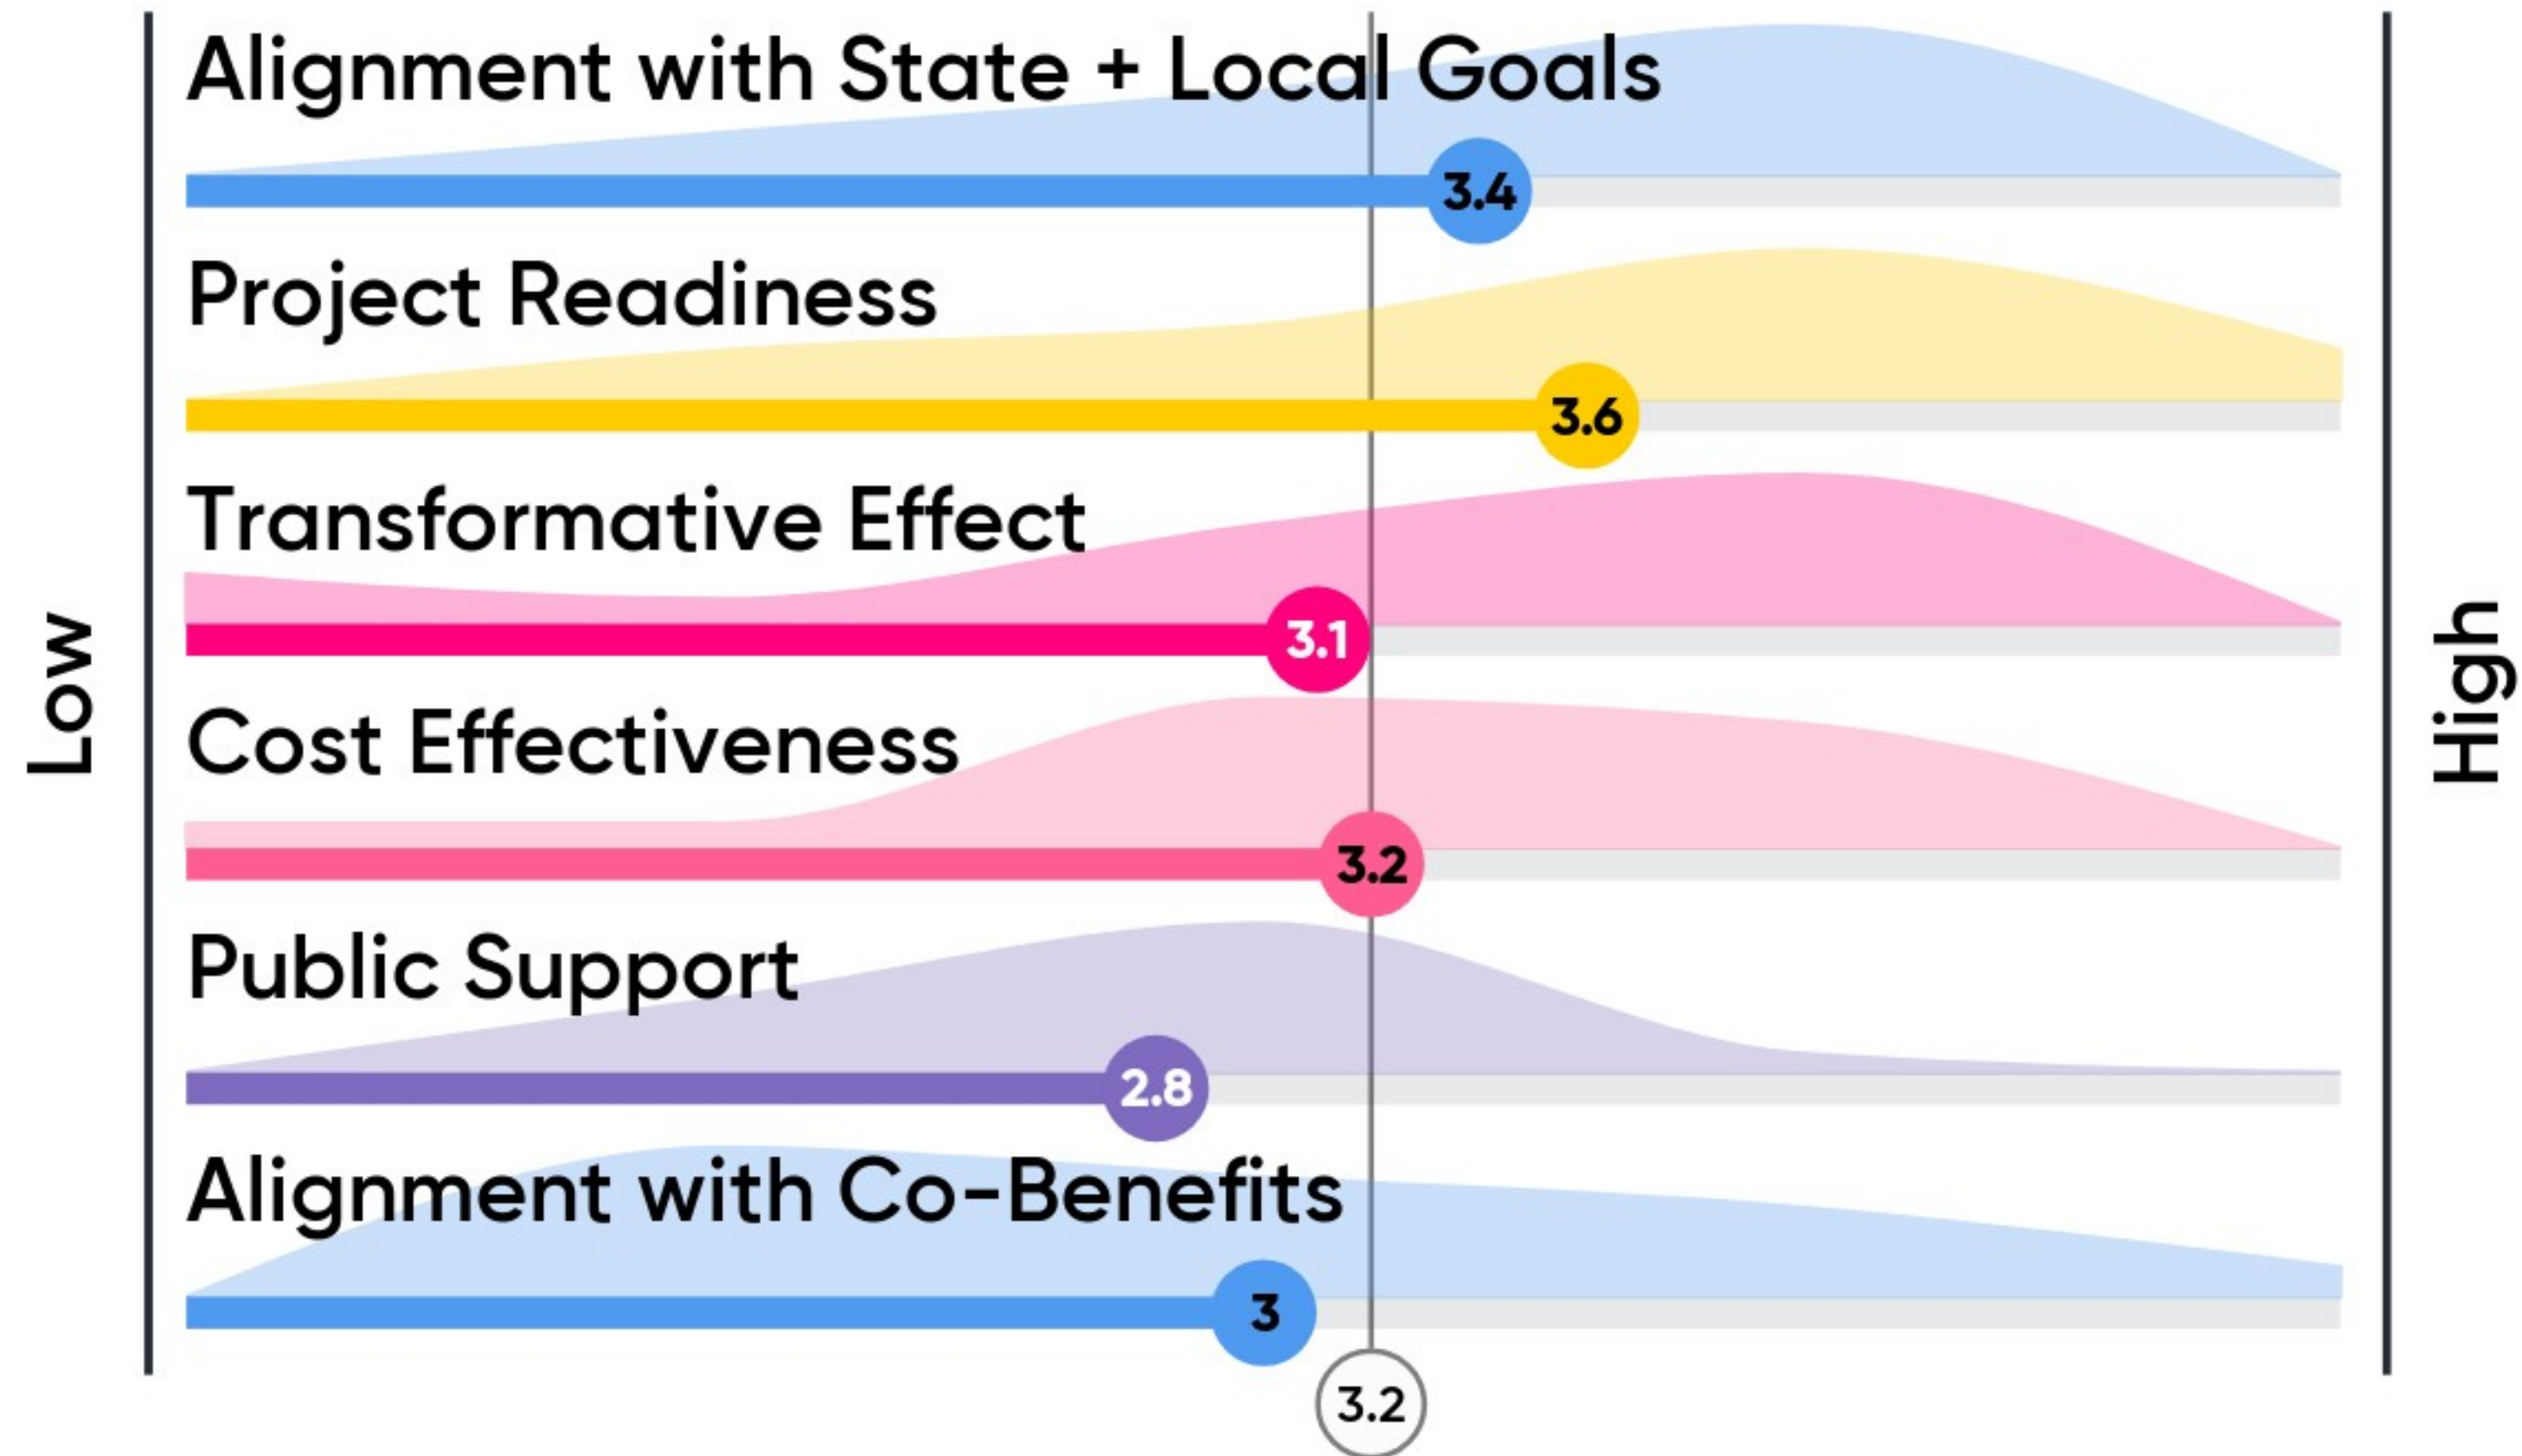 Alignment with State + Local Goals
3.4
Project Readiness
3.6
Transformative Effect
3.1
Low
High
Cost Effectiveness
3.2
Public Support
2.8
Alignment with Co-Benefits
3
3.2